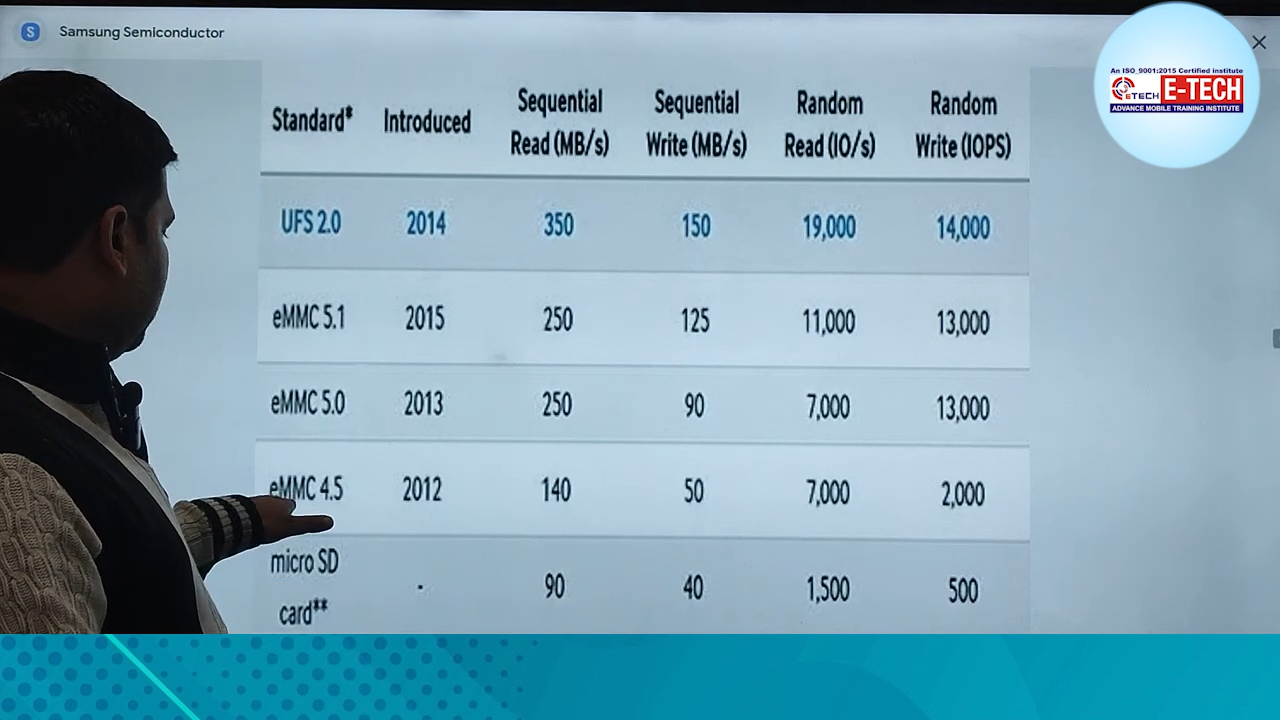 S Samsung Semiconductor
An ISO_9001:2015 Certified institute
ETECH E-TECH
ADVANCE MOBILE TRAINING INSTITUTE
Standard* Introduced Sequential Read (MB/s) Sequential Write (MB/s) Random Read (IO/s) Random Write (IOPS)
UFS 2.0 2014 350 150 19,000 14,000
eMMC 5.1 2015 250 125 11,000 13,000
eMMC 5.0 2013 250 90 7,000 13,000
eMMC 4.5 2012 140 50 7,000 2,000
micro SD card** - 90 40 1,500 500